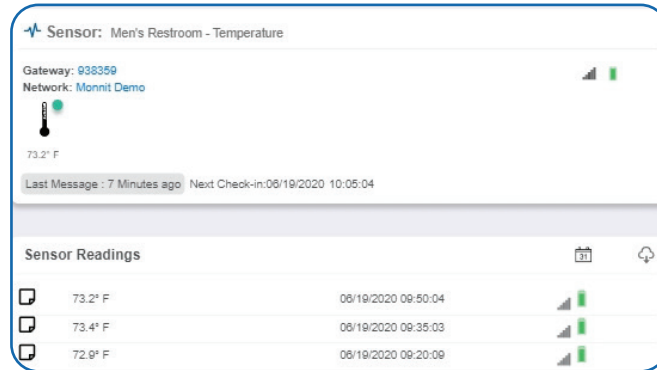 Sensor: Men's Restroom - Temperature
Gateway: 938359
Network: Monnit Demo
73.2° F
Last Message : 7 Minutes ago Next Check-in:06/19/2020 10:05:04
Sensor Readings 31
73.2° F 06/19/2020 09:50:04
73.4° F 06/19/2020 09:35:03
72.9° F 06/19/2020 09:20:09